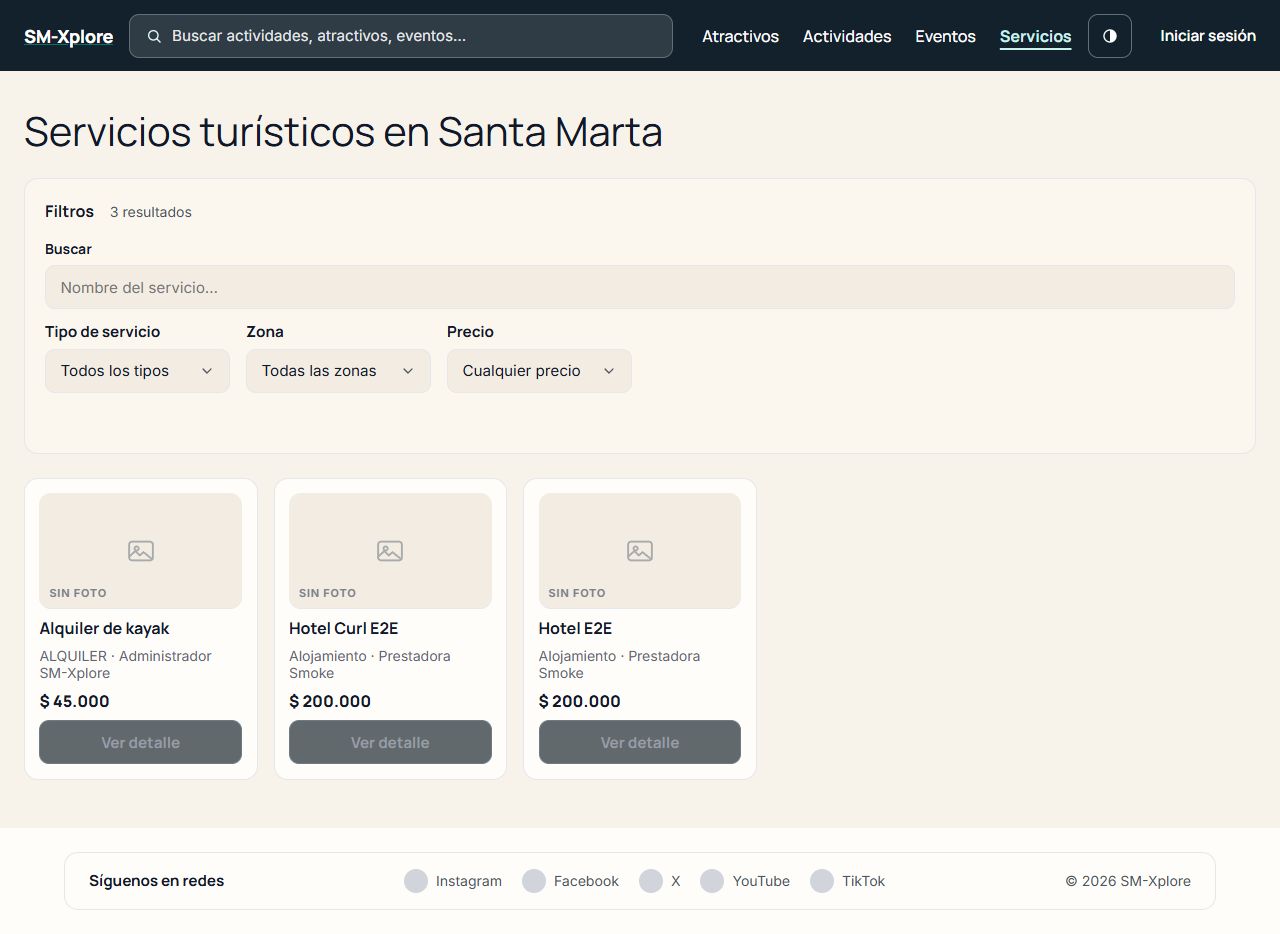 SM-Xplore
Buscar actividades, atractivos, eventos...
Atractivos
Actividades
Eventos
Servicios
Iniciar sesión
Servicios turísticos en Santa Marta
Filtros 3 resultados
Buscar
Nombre del servicio...
Tipo de servicio
Zona
Precio
Todos los tipos
Todas las zonas
Cualquier precio
SIN FOTO
Alquiler de kayak
ALQUILER · Administrador
SM-Xplore
$ 45.000
Ver detalle
SIN FOTO
Hotel Curl E2E
Alojamiento · Prestadora
Smoke
$ 200.000
Ver detalle
SIN FOTO
Hotel E2E
Alojamiento · Prestadora
Smoke
$ 200.000
Ver detalle
Síguenos en redes
Instagram
Facebook
X
YouTube
TikTok
© 2026 SM-Xplore